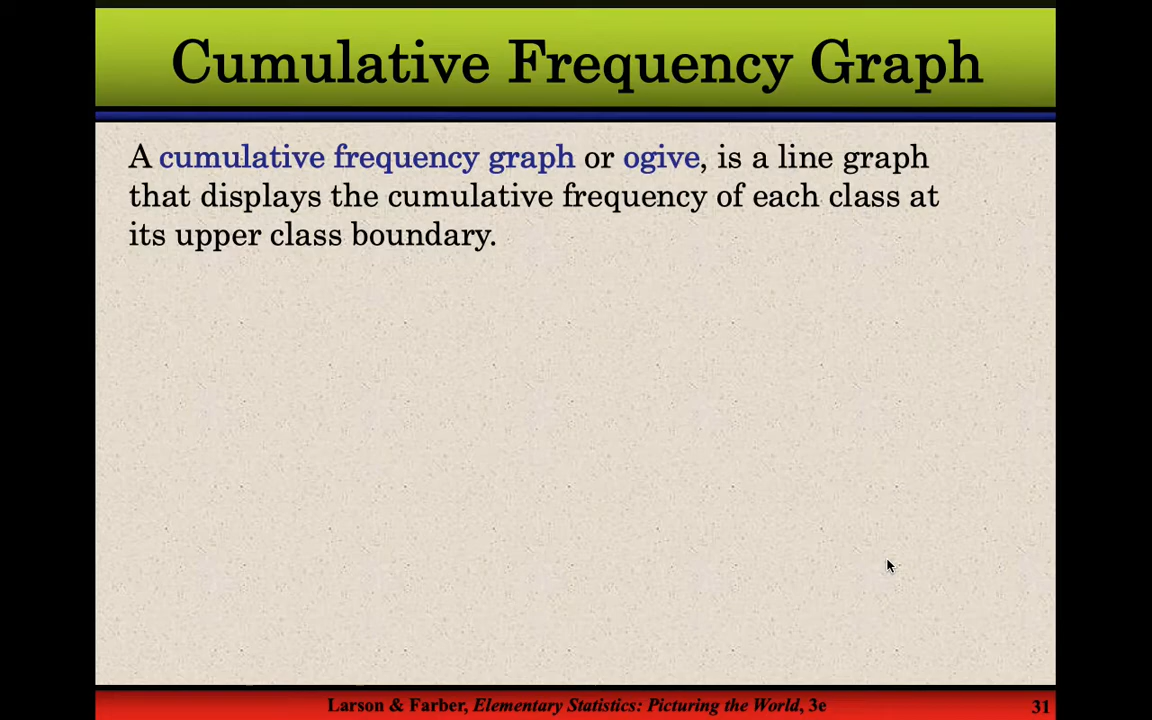 Cumulative Frequency Graph
A cumulative frequency graph or ogive, is a line graph
that displays the cumulative frequency of each class at
its upper class boundary.
Larson & Farber, Elementary Statistics: Picturing the World, 3e
31